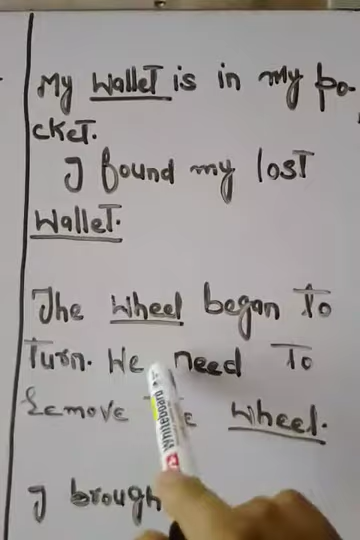 My wallet is in my po-
cket.
I found my lost
wallet.
The wheel began to
turn. We need to
Remove wheel.
I brough
Whiteboard